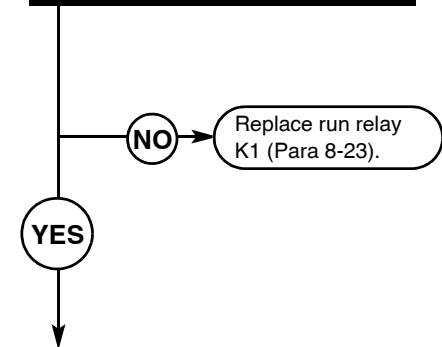 NO
Replace run relay
K1 (Para 8-23).
YES